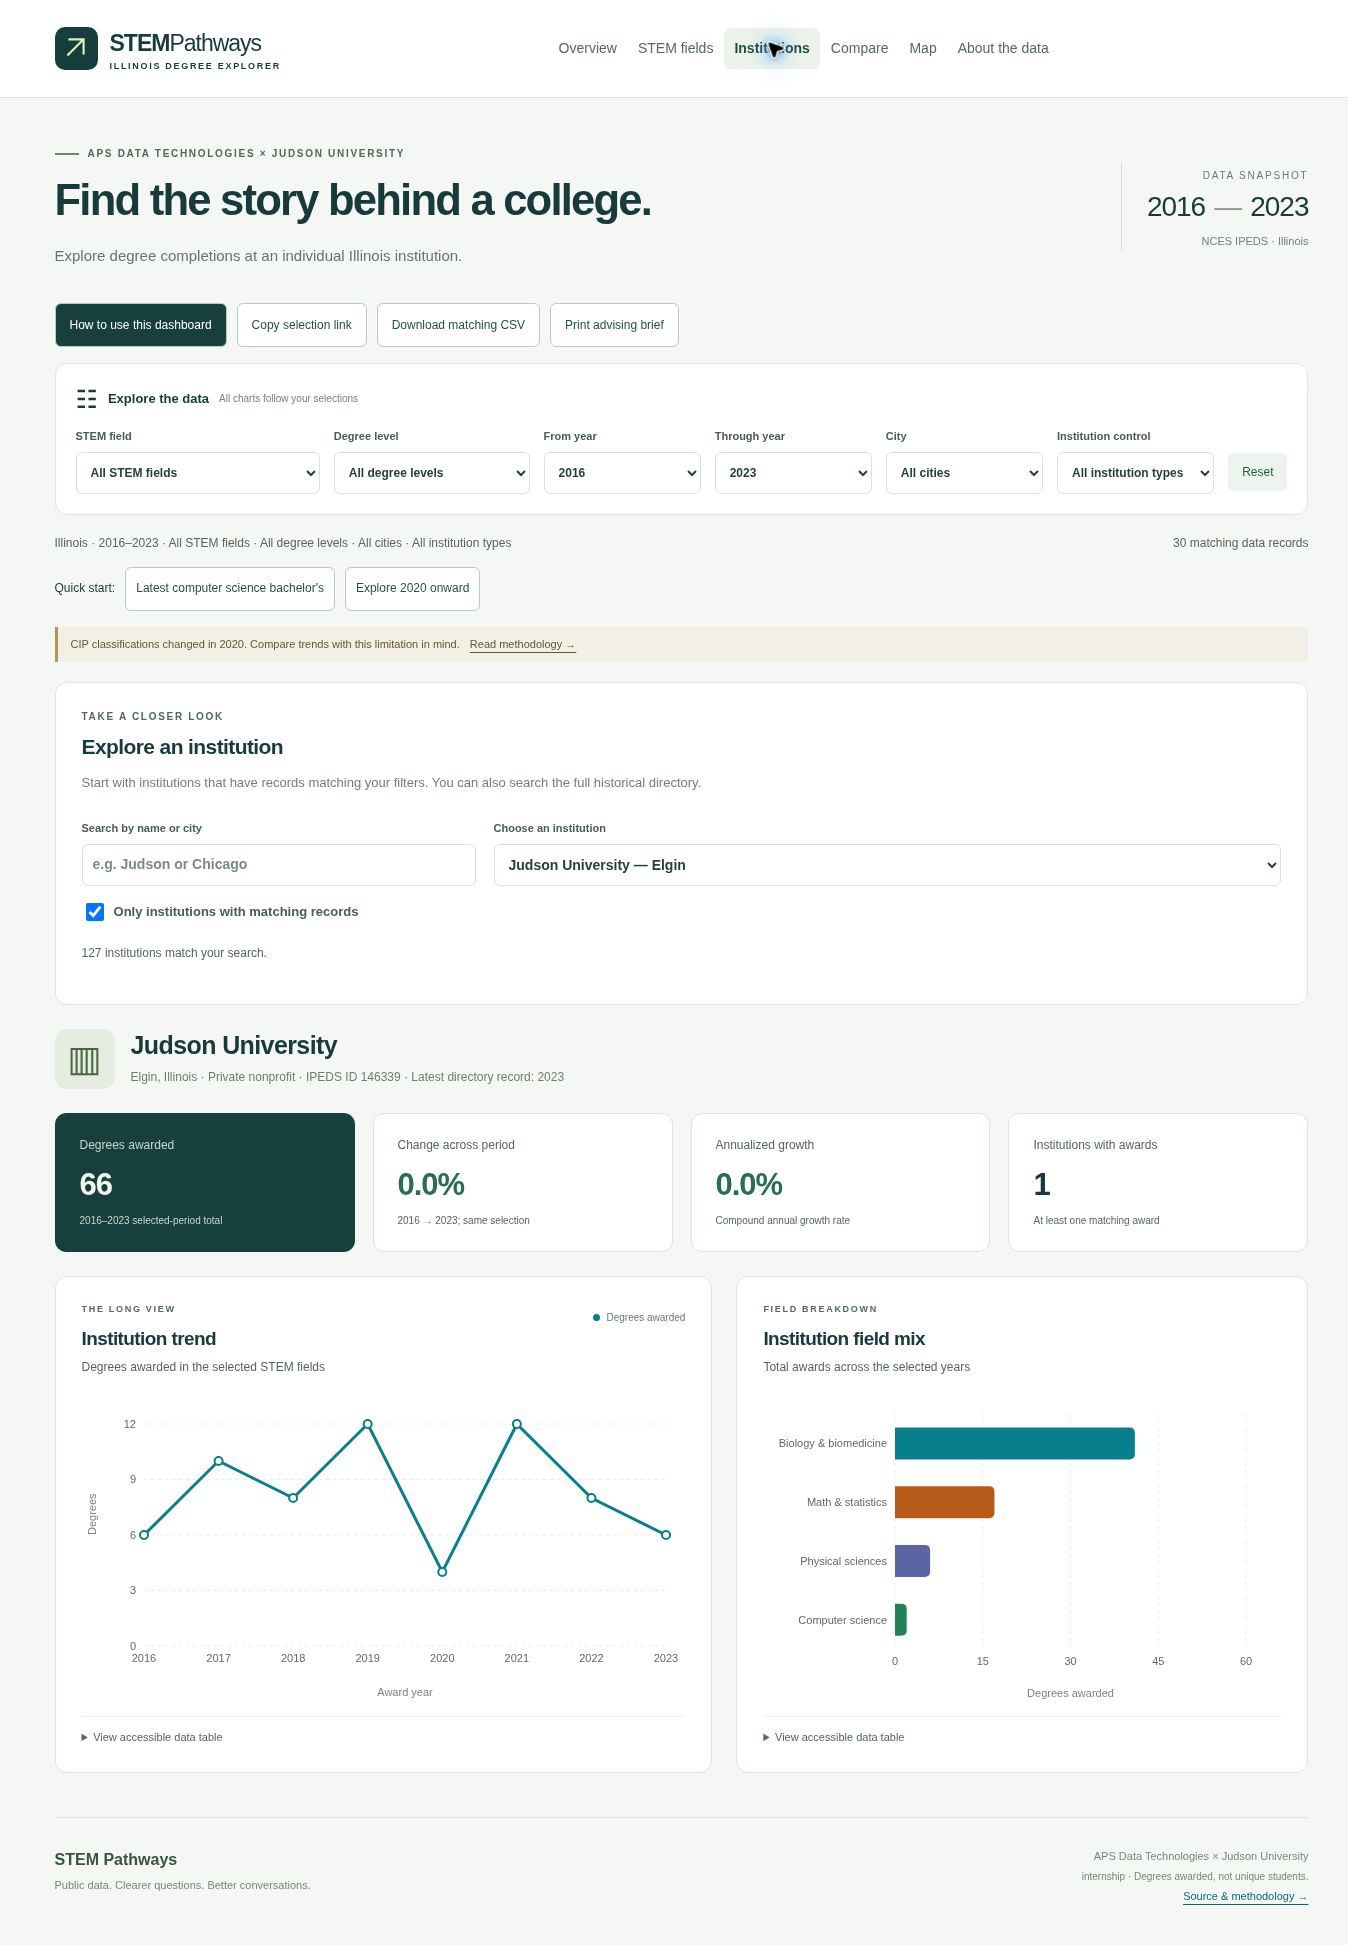 STEMPathways
ILLINOIS DEGREE EXPLORER
Overview STEM fields Institutions Compare Map About the data
APS DATA TECHNOLOGIES × JUDSON UNIVERSITY
Find the story behind a college.
Explore degree completions at an individual Illinois institution.
DATA SNAPSHOT
2016 — 2023
NCES IPEDS · Illinois
How to use this dashboard Copy selection link Download matching CSV Print advising brief
Explore the data All charts follow your selections
STEM field Degree level From year Through year City Institution control
All STEM fields All degree levels 2016 2023 All cities All institution types Reset
Illinois · 2016–2023 · All STEM fields · All degree levels · All cities · All institution types
30 matching data records
Quick start: Latest computer science bachelor's Explore 2020 onward
CIP classifications changed in 2020. Compare trends with this limitation in mind. Read methodology →
TAKE A CLOSER LOOK
Explore an institution
Start with institutions that have records matching your filters. You can also search the full historical directory.
Search by name or city Choose an institution
e.g. Judson or Chicago Judson University — Elgin
Only institutions with matching records
127 institutions match your search.
Judson University
Elgin, Illinois · Private nonprofit · IPEDS ID 146339 · Latest directory record: 2023
Degrees awarded
66
2016–2023 selected-period total
Change across period
0.0%
2016 → 2023; same selection
Annualized growth
0.0%
Compound annual growth rate
Institutions with awards
1
At least one matching award
THE LONG VIEW
Institution trend
Degrees awarded in the selected STEM fields
Degrees awarded
12
9
6
3
0
Degrees
2016 2017 2018 2019 2020 2021 2022 2023
Award year
▶ View accessible data table
FIELD BREAKDOWN
Institution field mix
Total awards across the selected years
Biology & biomedicine
Math & statistics
Physical sciences
Computer science
0 15 30 45 60
Degrees awarded
▶ View accessible data table
STEM Pathways
Public data. Clearer questions. Better conversations.
APS Data Technologies × Judson University
internship · Degrees awarded, not unique students.
Source & methodology →